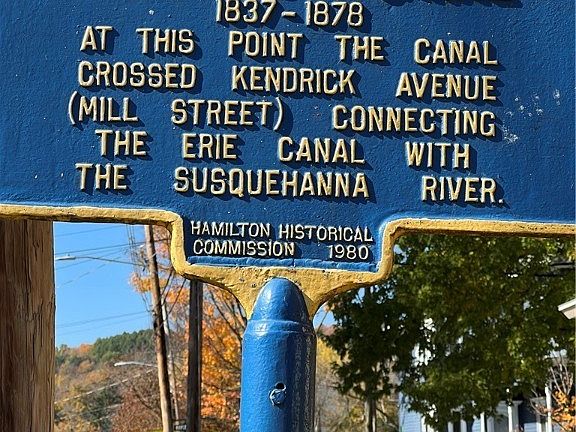 1837-1878
AT THIS POINT THE CANAL
CROSSED KENDRICK AVENUE
(MILL STREET) CONNECTING
THE ERIE CANAL WITH
THE SUSQUEHANNA RIVER.
HAMILTON HISTORICAL
COMMISSION 1980